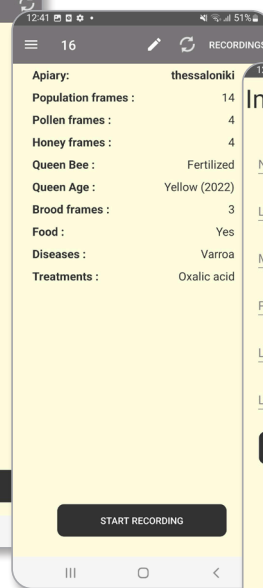 12:41 51%
16 RECORDINGS
Apiary: thessaloniki
Population frames : 14
Pollen frames : 4
Honey frames : 4
Queen Bee : Fertilized
Queen Age : Yellow (2022)
Brood frames : 3
Food : Yes
Diseases : Varroa
Treatments : Oxalic acid
START RECORDING
In